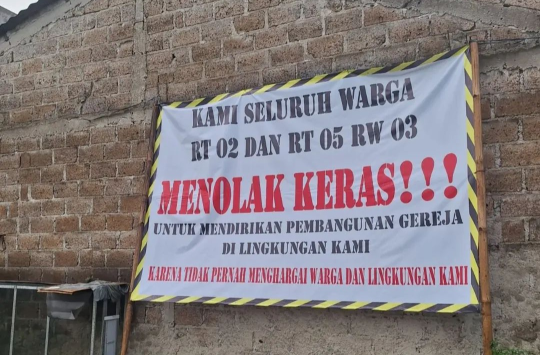 KAMI SELURUH WARGA
RT 02 DAN RT 05 RW 03
MENOLAK KERAS!!!
UNTUK MENDIRIKAN PEMBANGUNAN GEREJA
DI LINGKUNGAN KAMI
KARENA TIDAK PERNAH MENGHARGAI WARGA DAN LINGKUNGAN KAMI